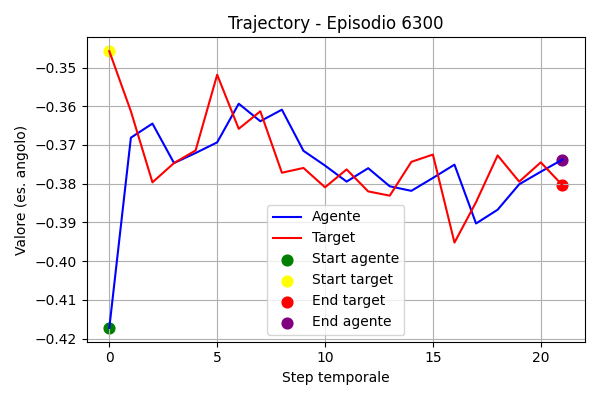 Trajectory - Episodio 6300
Valore (es. angolo)
−0.35
−0.36
−0.37
−0.38
−0.39
−0.40
−0.41
−0.42
Agente
Target
Start agente
Start target
End target
End agente
0 5 10 15 20
Step temporale